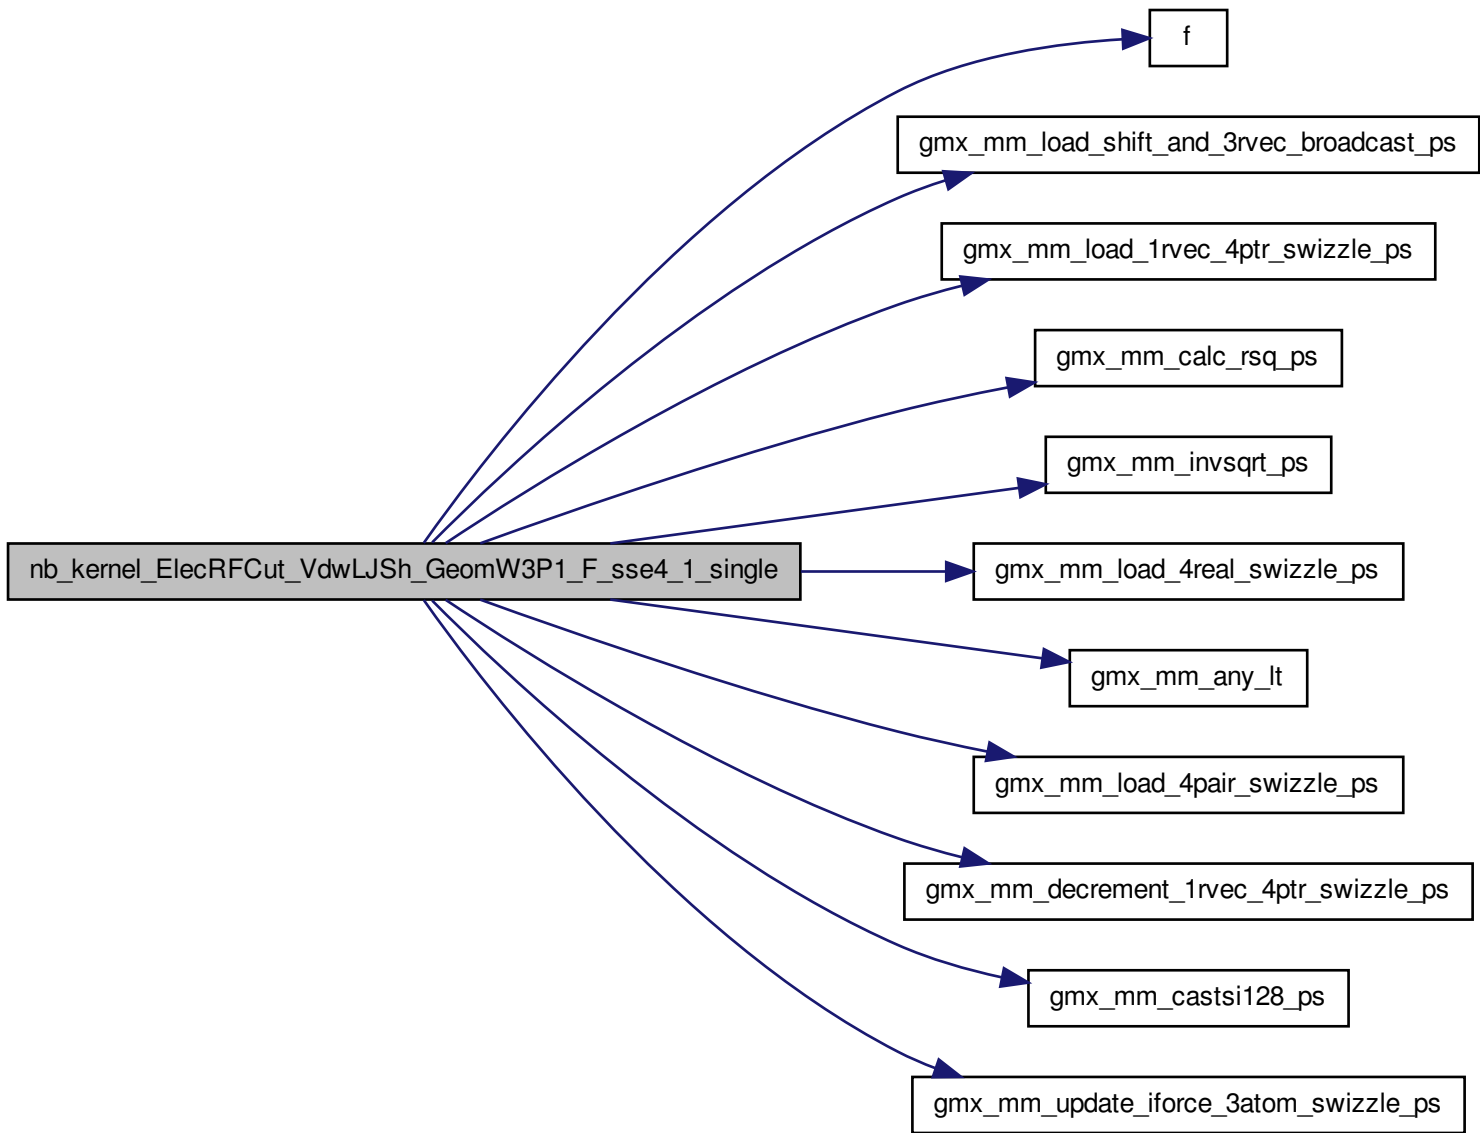 f
gmx_mm_load_shift_and_3rvec_broadcast_ps
gmx_mm_load_1rvec_4ptr_swizzle_ps
gmx_mm_calc_rsq_ps
gmx_mm_invsqrt_ps
nb_kernel_ElecRFCut_VdwLJSh_GeomW3P1_F_sse4_1_single
gmx_mm_load_4real_swizzle_ps
gmx_mm_any_lt
gmx_mm_load_4pair_swizzle_ps
gmx_mm_decrement_1rvec_4ptr_swizzle_ps
gmx_mm_castsi128_ps
gmx_mm_update_iforce_3atom_swizzle_ps